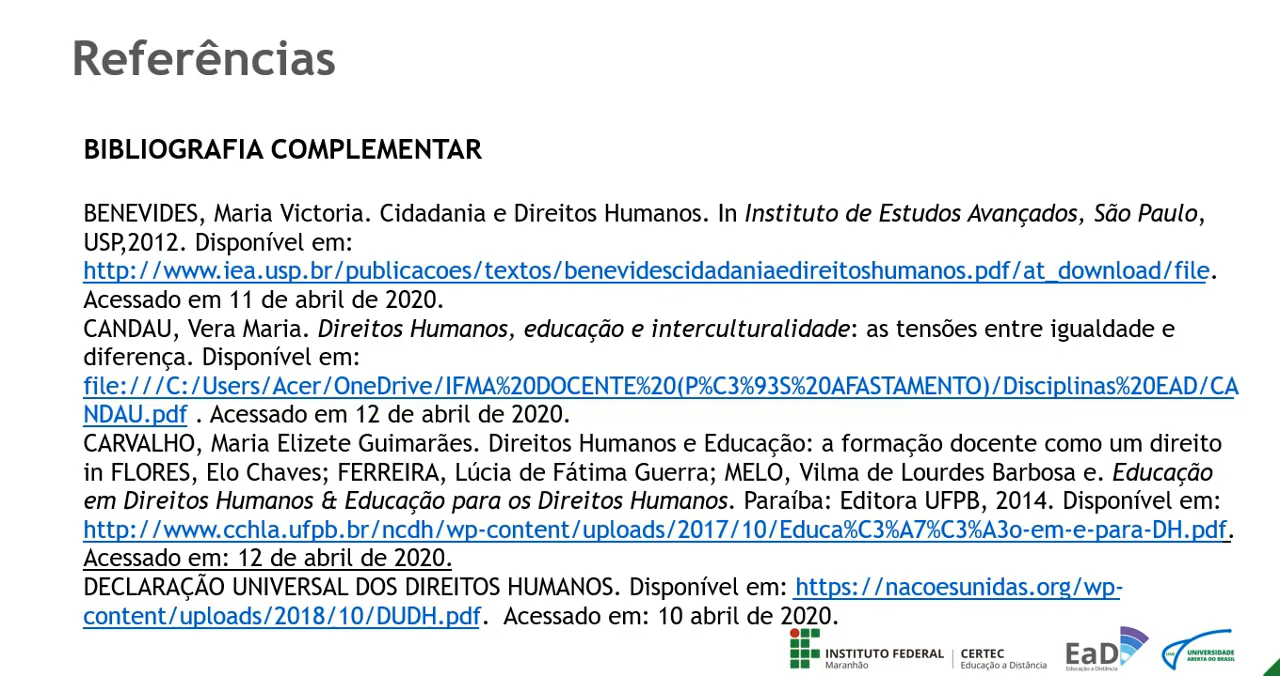 Referências
BIBLIOGRAFIA COMPLEMENTAR
BENEVIDES, Maria Victoria. Cidadania e Direitos Humanos. In Instituto de Estudos Avançados, São Paulo,
USP,2012. Disponível em:
http://www.iea.usp.br/publicacoes/textos/benevidescidadaniaedireitoshumanos.pdf/at_download/file.
Acessado em 11 de abril de 2020.
CANDAU, Vera Maria. Direitos Humanos, educação e interculturalidade: as tensões entre igualdade e
diferença. Disponível em:
file:///C:/Users/Acer/OneDrive/IFMA%20DOCENTE%20(P%C3%93S%20AFASTAMENTO)/Disciplinas%20EAD/CA
NDAU.pdf . Acessado em 12 de abril de 2020.
CARVALHO, Maria Elizete Guimarães. Direitos Humanos e Educação: a formação docente como um direito
in FLORES, Elo Chaves; FERREIRA, Lúcia de Fátima Guerra; MELO, Vilma de Lourdes Barbosa e. Educação
em Direitos Humanos & Educação para os Direitos Humanos. Paraíba: Editora UFPB, 2014. Disponível em:
http://www.cchla.ufpb.br/ncdh/wp-content/uploads/2017/10/Educa%C3%A7%C3%A3o-em-e-para-DH.pdf.
Acessado em: 12 de abril de 2020.
DECLARAÇÃO UNIVERSAL DOS DIREITOS HUMANOS. Disponível em: https://nacoesunidas.org/wp-
content/uploads/2018/10/DUDH.pdf. Acessado em: 10 abril de 2020.
INSTITUTO FEDERAL
Maranhão
CERTEC
Educação a Distância
EaD
Educação a Distância
UAB
UNIVERSIDADE
ABERTA DO BRASIL